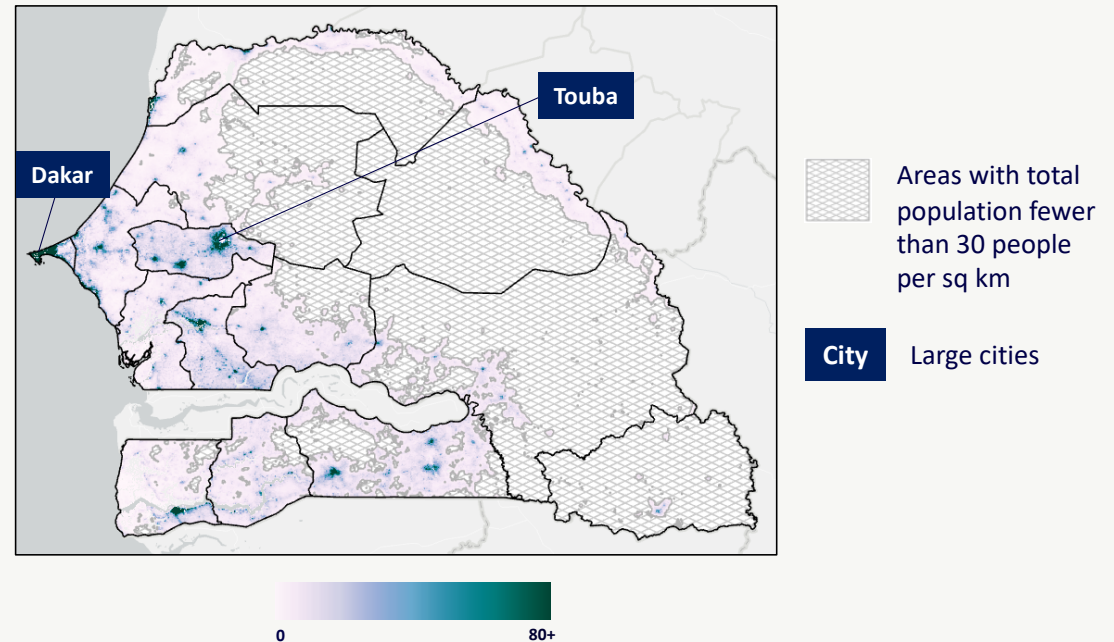 Touba
Dakar
Areas with total
population fewer
than 30 people
per sq km
City
Large cities
0
80+